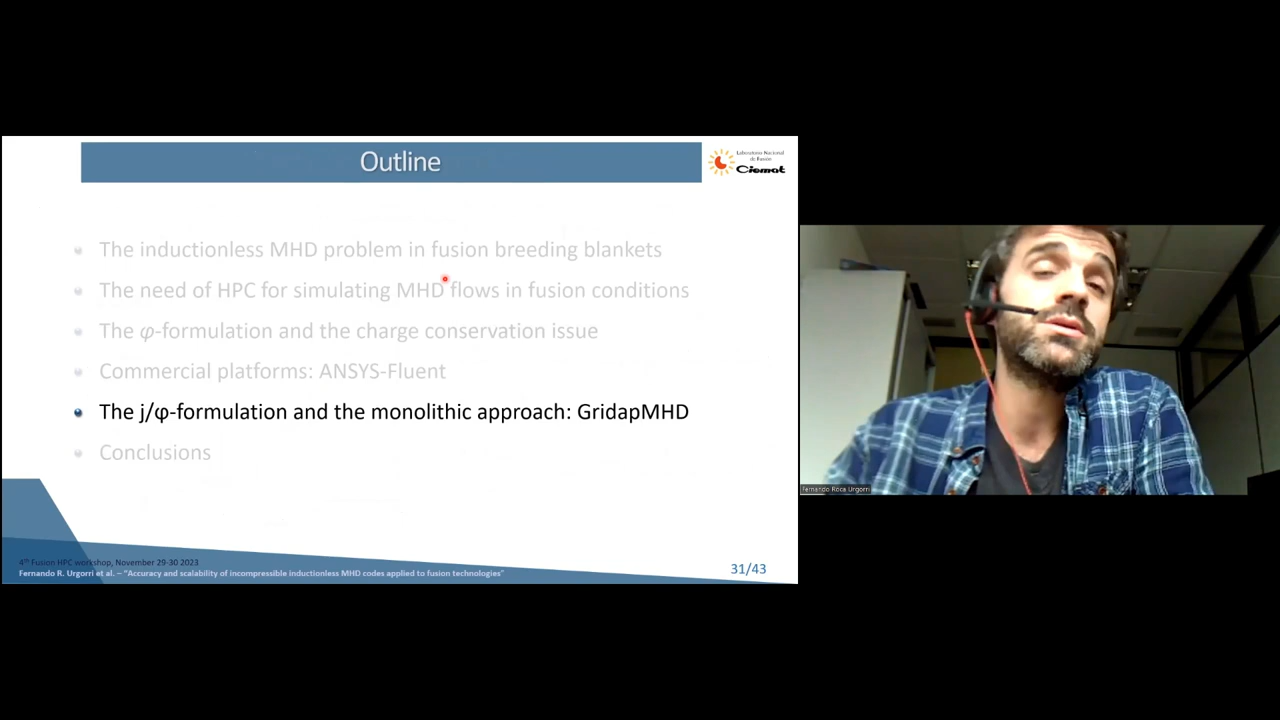 Outline
Laboratorio Nacional
de Fusión
Ciemat
The inductionless MHD problem in fusion breeding blankets
The need of HPC for simulating MHD flows in fusion conditions
The φ-formulation and the charge conservation issue
Commercial platforms: ANSYS-Fluent
The j/φ-formulation and the monolithic approach: GridapMHD
Conclusions
4Th Fusion HPC workshop, November 29-30 2023
Fernando R. Urgorri et al. – "Accuracy and scalability of incompressible inductionless MHD codes applied to fusion technologies"
31/43
Fernando Roca Urgorri